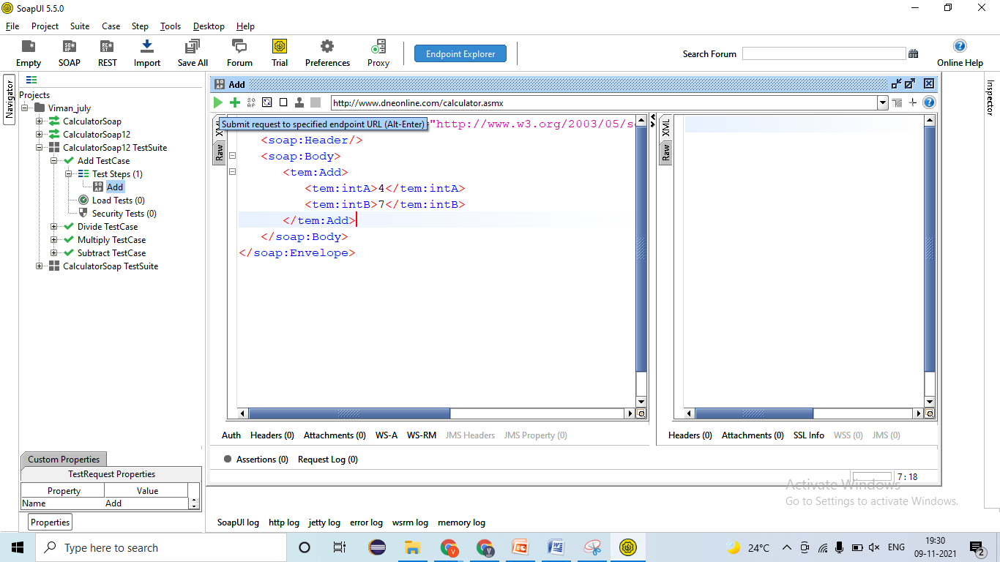 SoapUI 5.5.0
File Project Suite Case Step Tools Desktop Help
Empty SOAP REST Import Save All Forum Trial Preferences Proxy Endpoint Explorer Search Forum Online Help
Navigator
Projects
Viman_july
CalculatorSoap
CalculatorSoap12
CalculatorSoap12 TestSuite
Add TestCase
Test Steps (1)
Add
Load Tests (0)
Security Tests (0)
Divide TestCase
Multiply TestCase
Subtract TestCase
CalculatorSoap TestSuite
Custom Properties
TestRequest Properties
Property Value
Name Add
Properties
Add
http://www.dneonline.com/calculator.asmx
Submit request to specified endpoint URL (Alt-Enter)
"http://www.w3.org/2003/05/so
Raw
<soap:Header/>
<soap:Body>
<tem:Add>
<tem:intA>4</tem:intA>
<tem:intB>7</tem:intB>
</tem:Add>
</soap:Body>
</soap:Envelope>
XML
Raw
Inspector
Auth Headers (0) Attachments (0) WS-A WS-RM JMS Headers JMS Property (0)
Headers (0) Attachments (0) SSL Info WSS (0) JMS (0)
Assertions (0) Request Log (0)
7 : 18
Activate Windows
Go to Settings to activate Windows.
SoapUI log http log jetty log error log wsrm log memory log
Type here to search
24°C ENG
19:30
09-11-2021
2